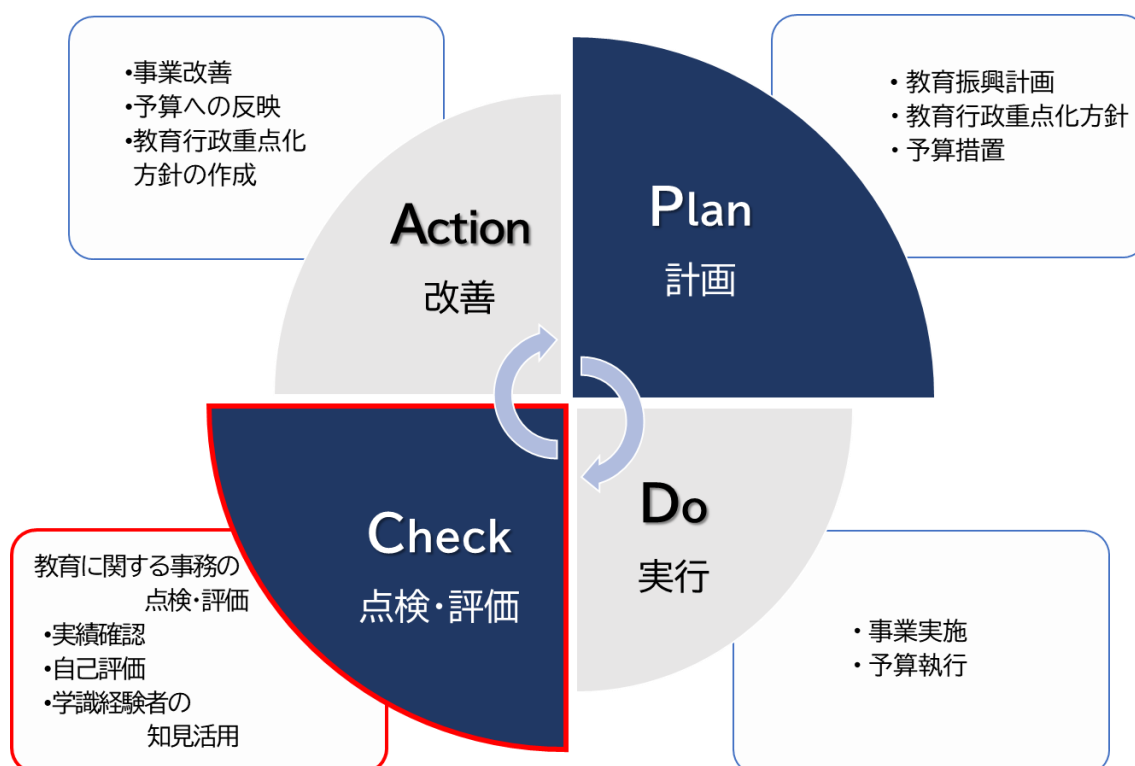 ・事業改善
・予算への反映
・教育行政重点化
方針の作成
Action
改善
Plan
計画
・教育振興計画
・教育行政重点化方針
・予算措置
教育に関する事務の
点検・評価
・実績確認
・自己評価
・学識経験者の
知見活用
Check
点検・評価
Do
実行
・事業実施
・予算執行